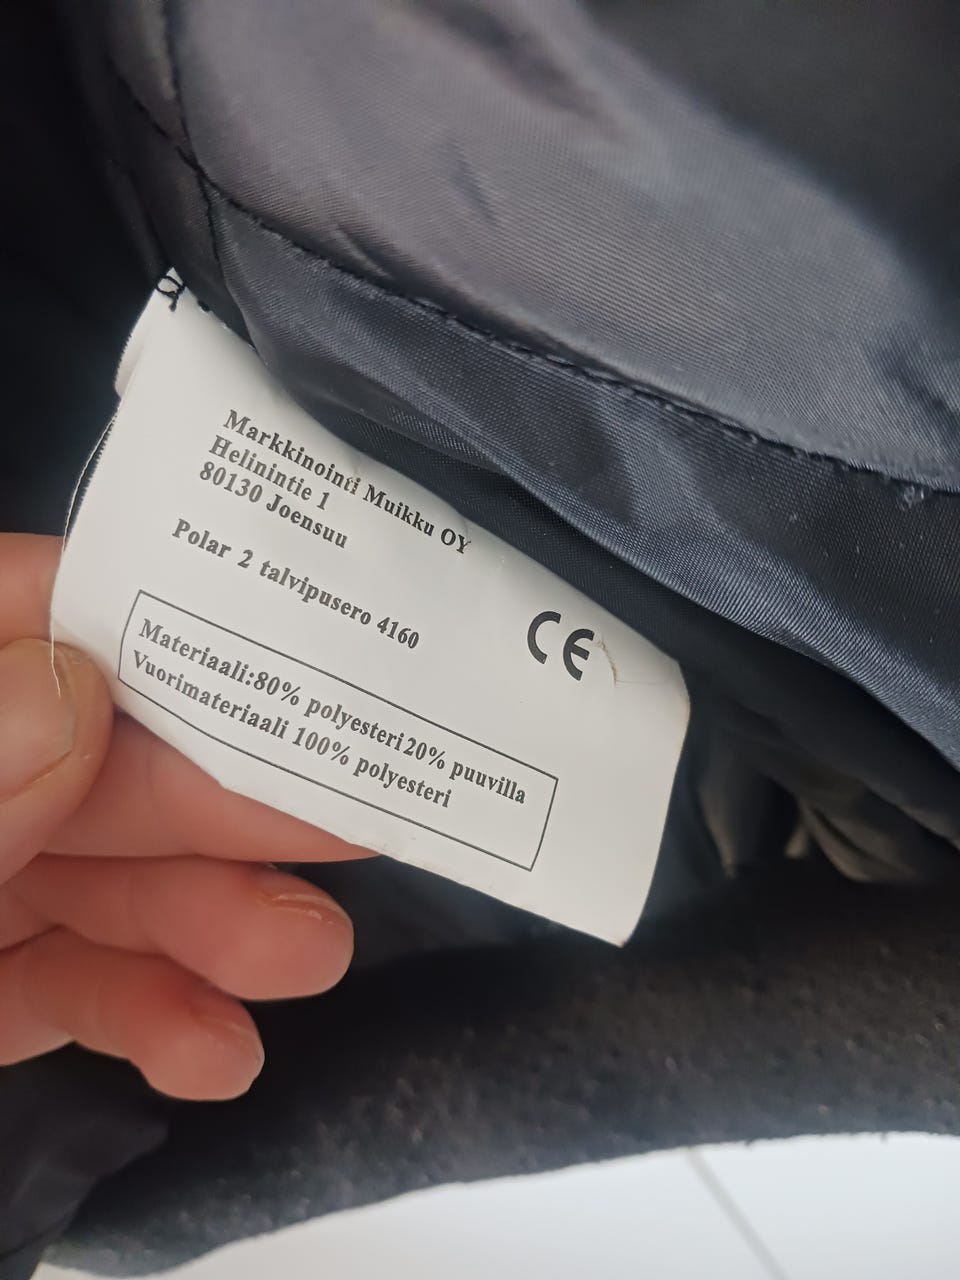 Markkinointi Muikku OY
Helinintie 1
80130 Joensuu
Polar 2 talvipusero 4160
CE
Materiaali:80% polyesteri20% puuvilla
Vuorimateriaali 100% polyesteri